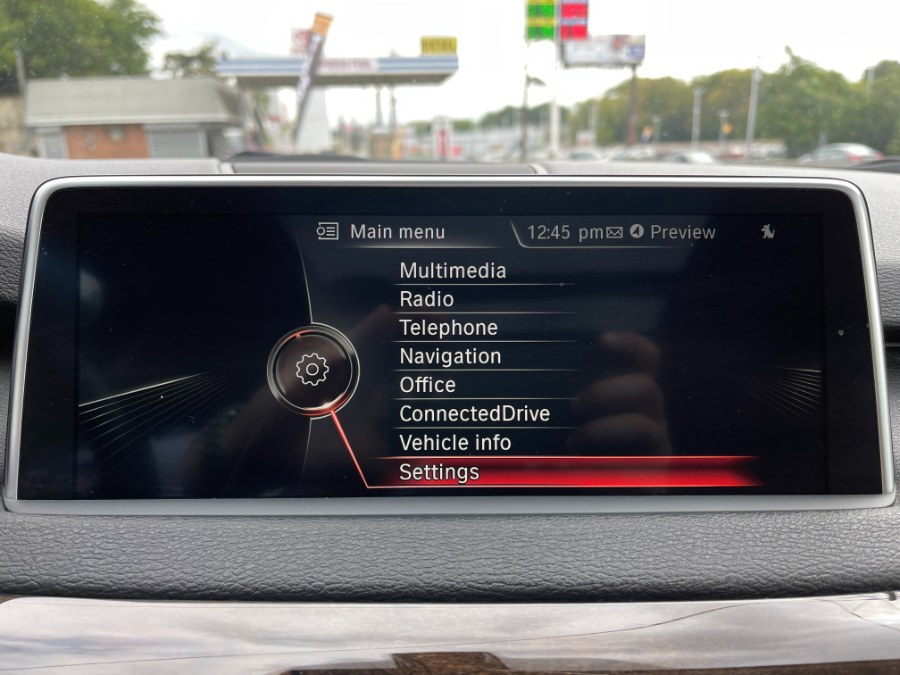 Main menu
12:45 pm Preview
Multimedia
Radio
Telephone
Navigation
Office
ConnectedDrive
Vehicle info
Settings